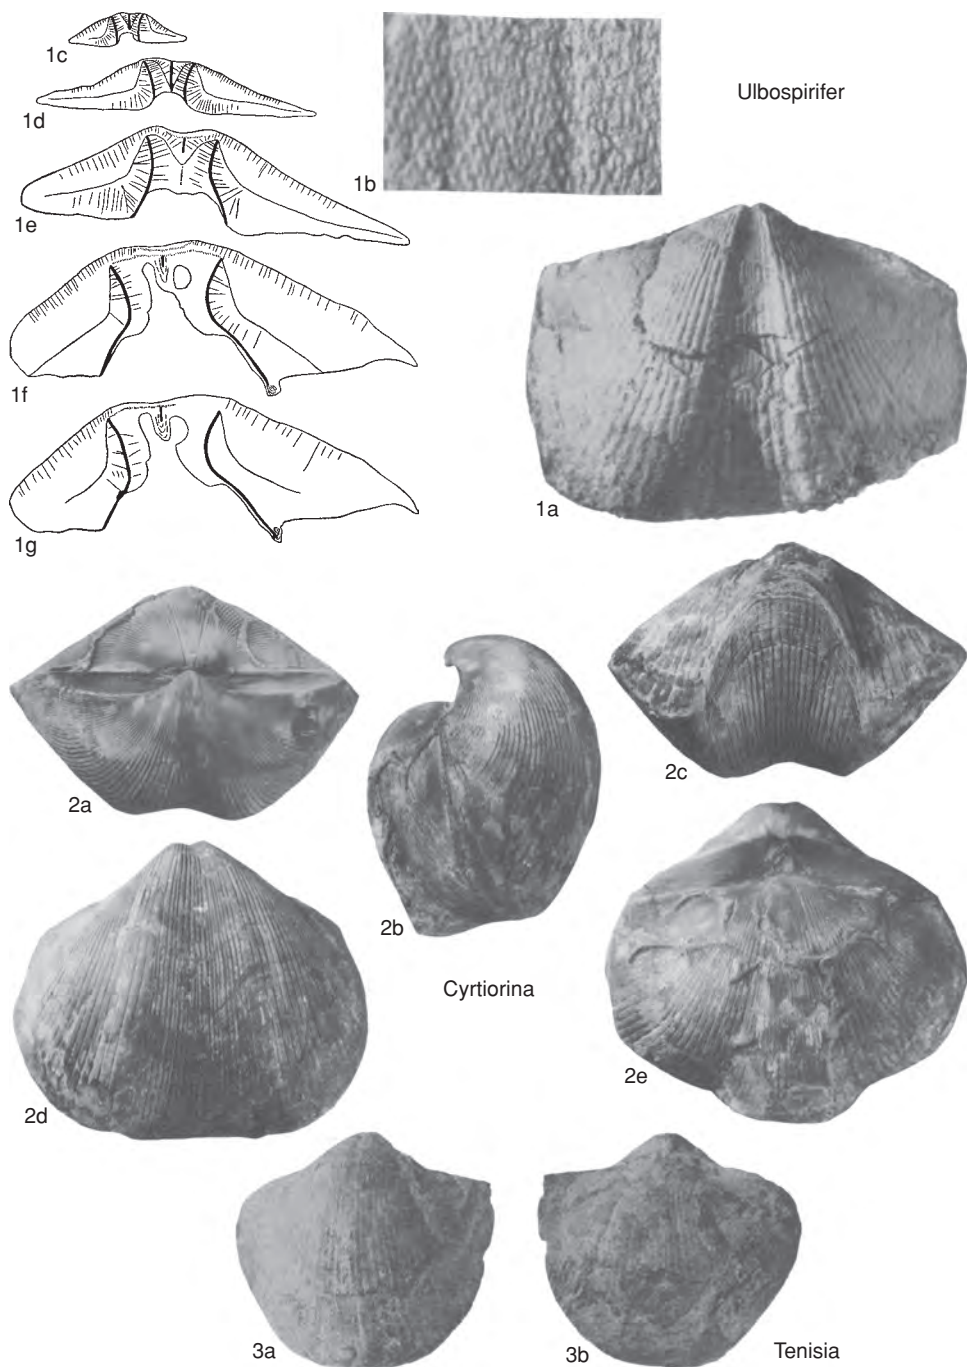 1c
1d
1b
Ulbospirifer
1e
1f
1a
1g
2a
2c
2b
Cyrtiorina
2d
2e
3a
3b
Tenisia